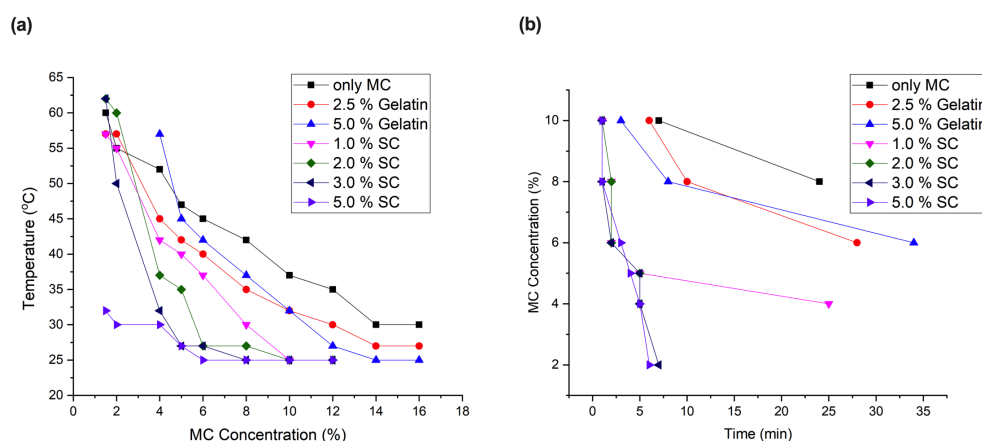 (a)
65
60
55
50
45
40
35
30
25
20
Temperature (°C)
0 2 4 6 8 10 12 14 16 18
MC Concentration (%)
only MC
2.5 % Gelatin
5.0 % Gelatin
1.0 % SC
2.0 % SC
3.0 % SC
5.0 % SC
(b)
10
8
6
4
2
MC Concentration (%)
0 5 10 15 20 25 30 35
Time (min)
only MC
2.5 % Gelatin
5.0 % Gelatin
1.0 % SC
2.0 % SC
3.0 % SC
5.0 % SC